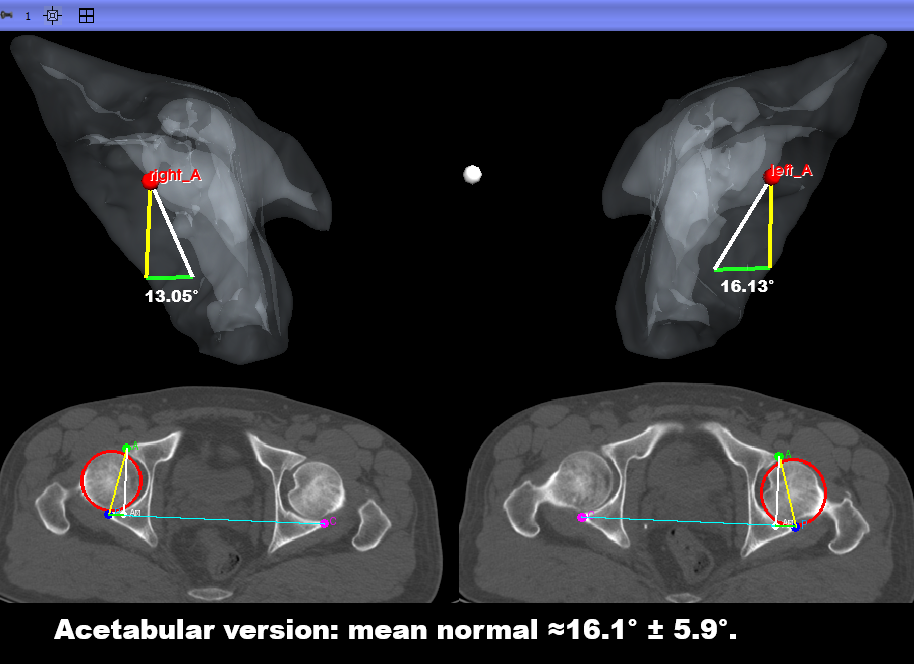 1
right_A
left_A
13.05°
16.13°
A
A
Acetabular version: mean normal ≈16.1° ± 5.9°.